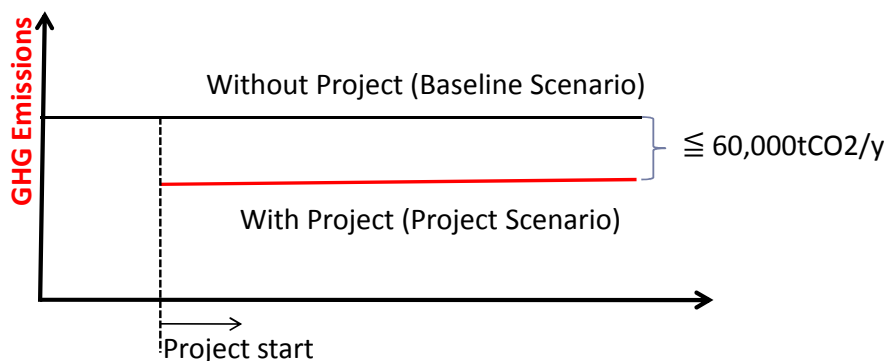 GHG Emissions
Without Project (Baseline Scenario)
≦ 60,000tCO2/y
With Project (Project Scenario)
Project start